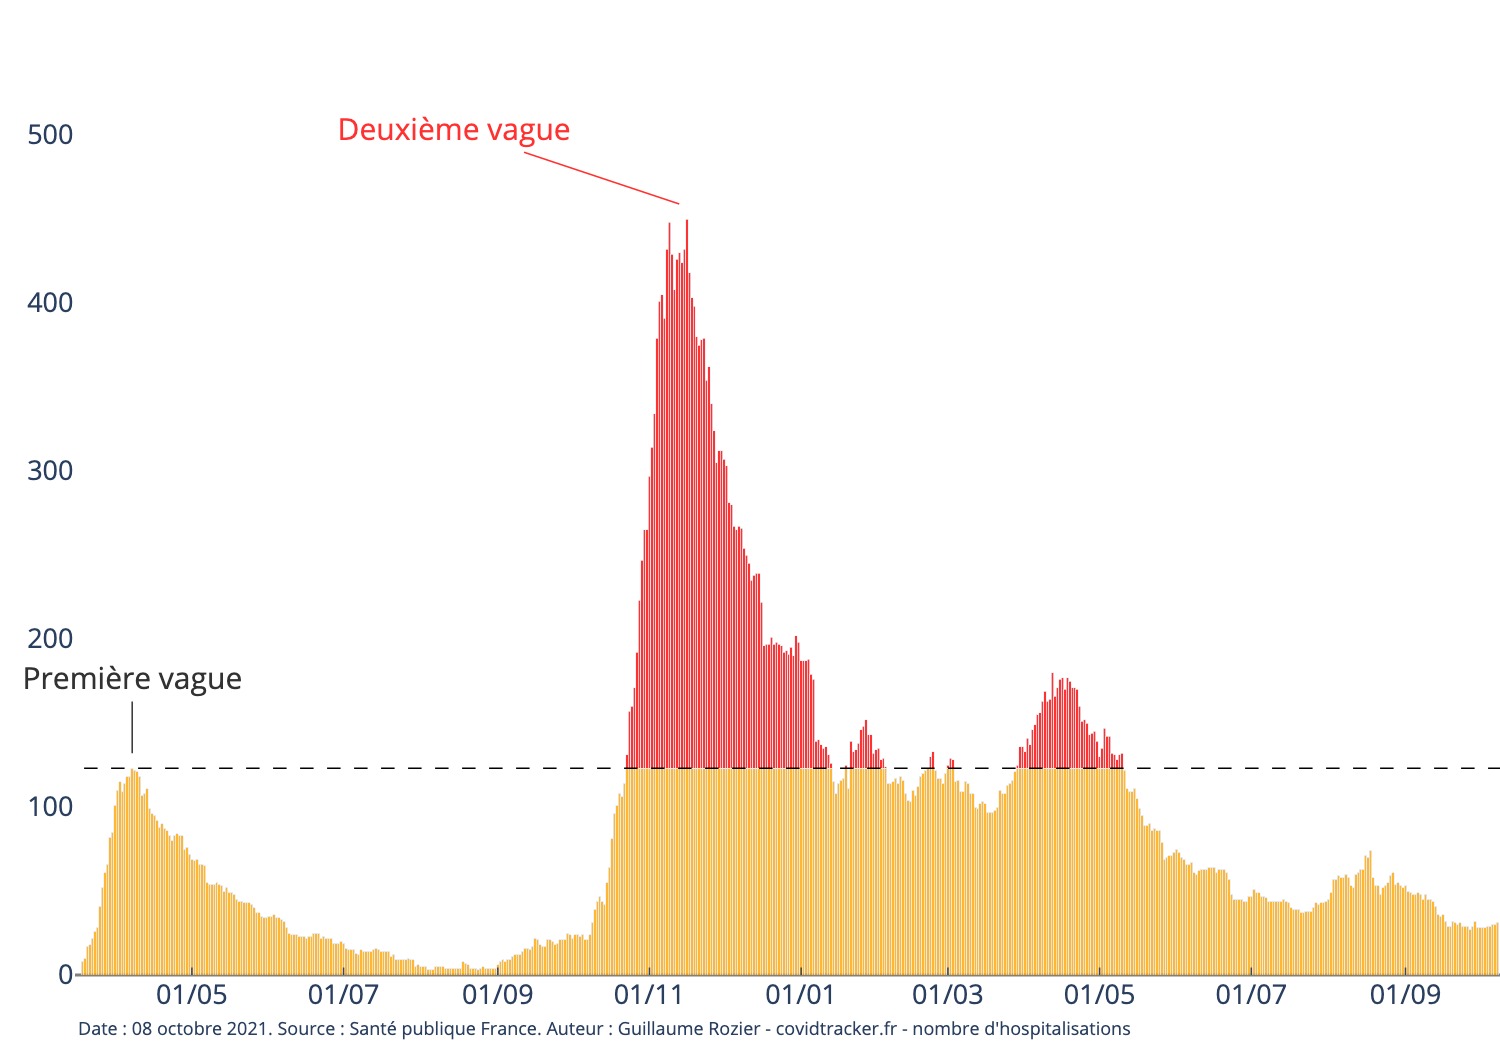 500
Deuxième vague
400
300
200
Première vague
100
0
01/05 01/07 01/09 01/11 01/01 01/03 01/05 01/07 01/09
Date : 08 octobre 2021. Source : Santé publique France. Auteur : Guillaume Rozier - covidtracker.fr - nombre d'hospitalisations